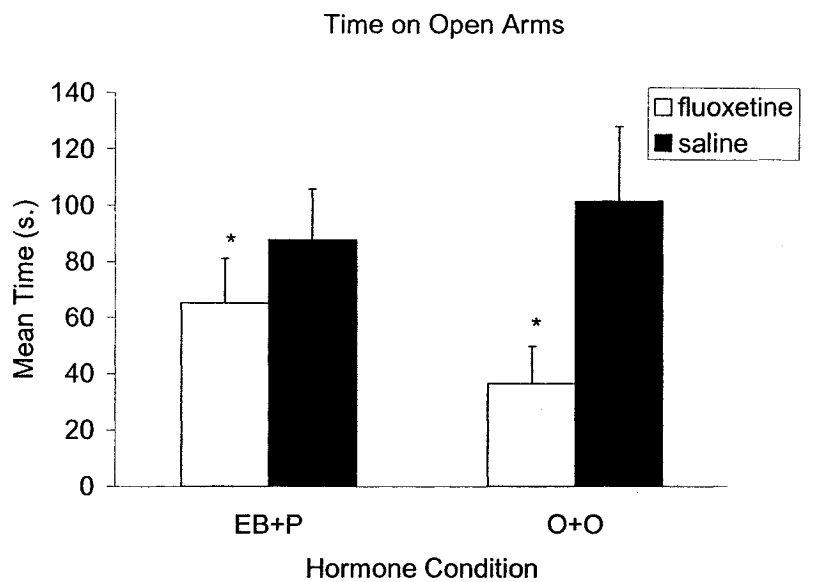 Time on Open Arms
140
120
100
80
60
40
20
0
Mean Time (s.)
fluoxetine
saline
*
*
EB+P
O+O
Hormone Condition